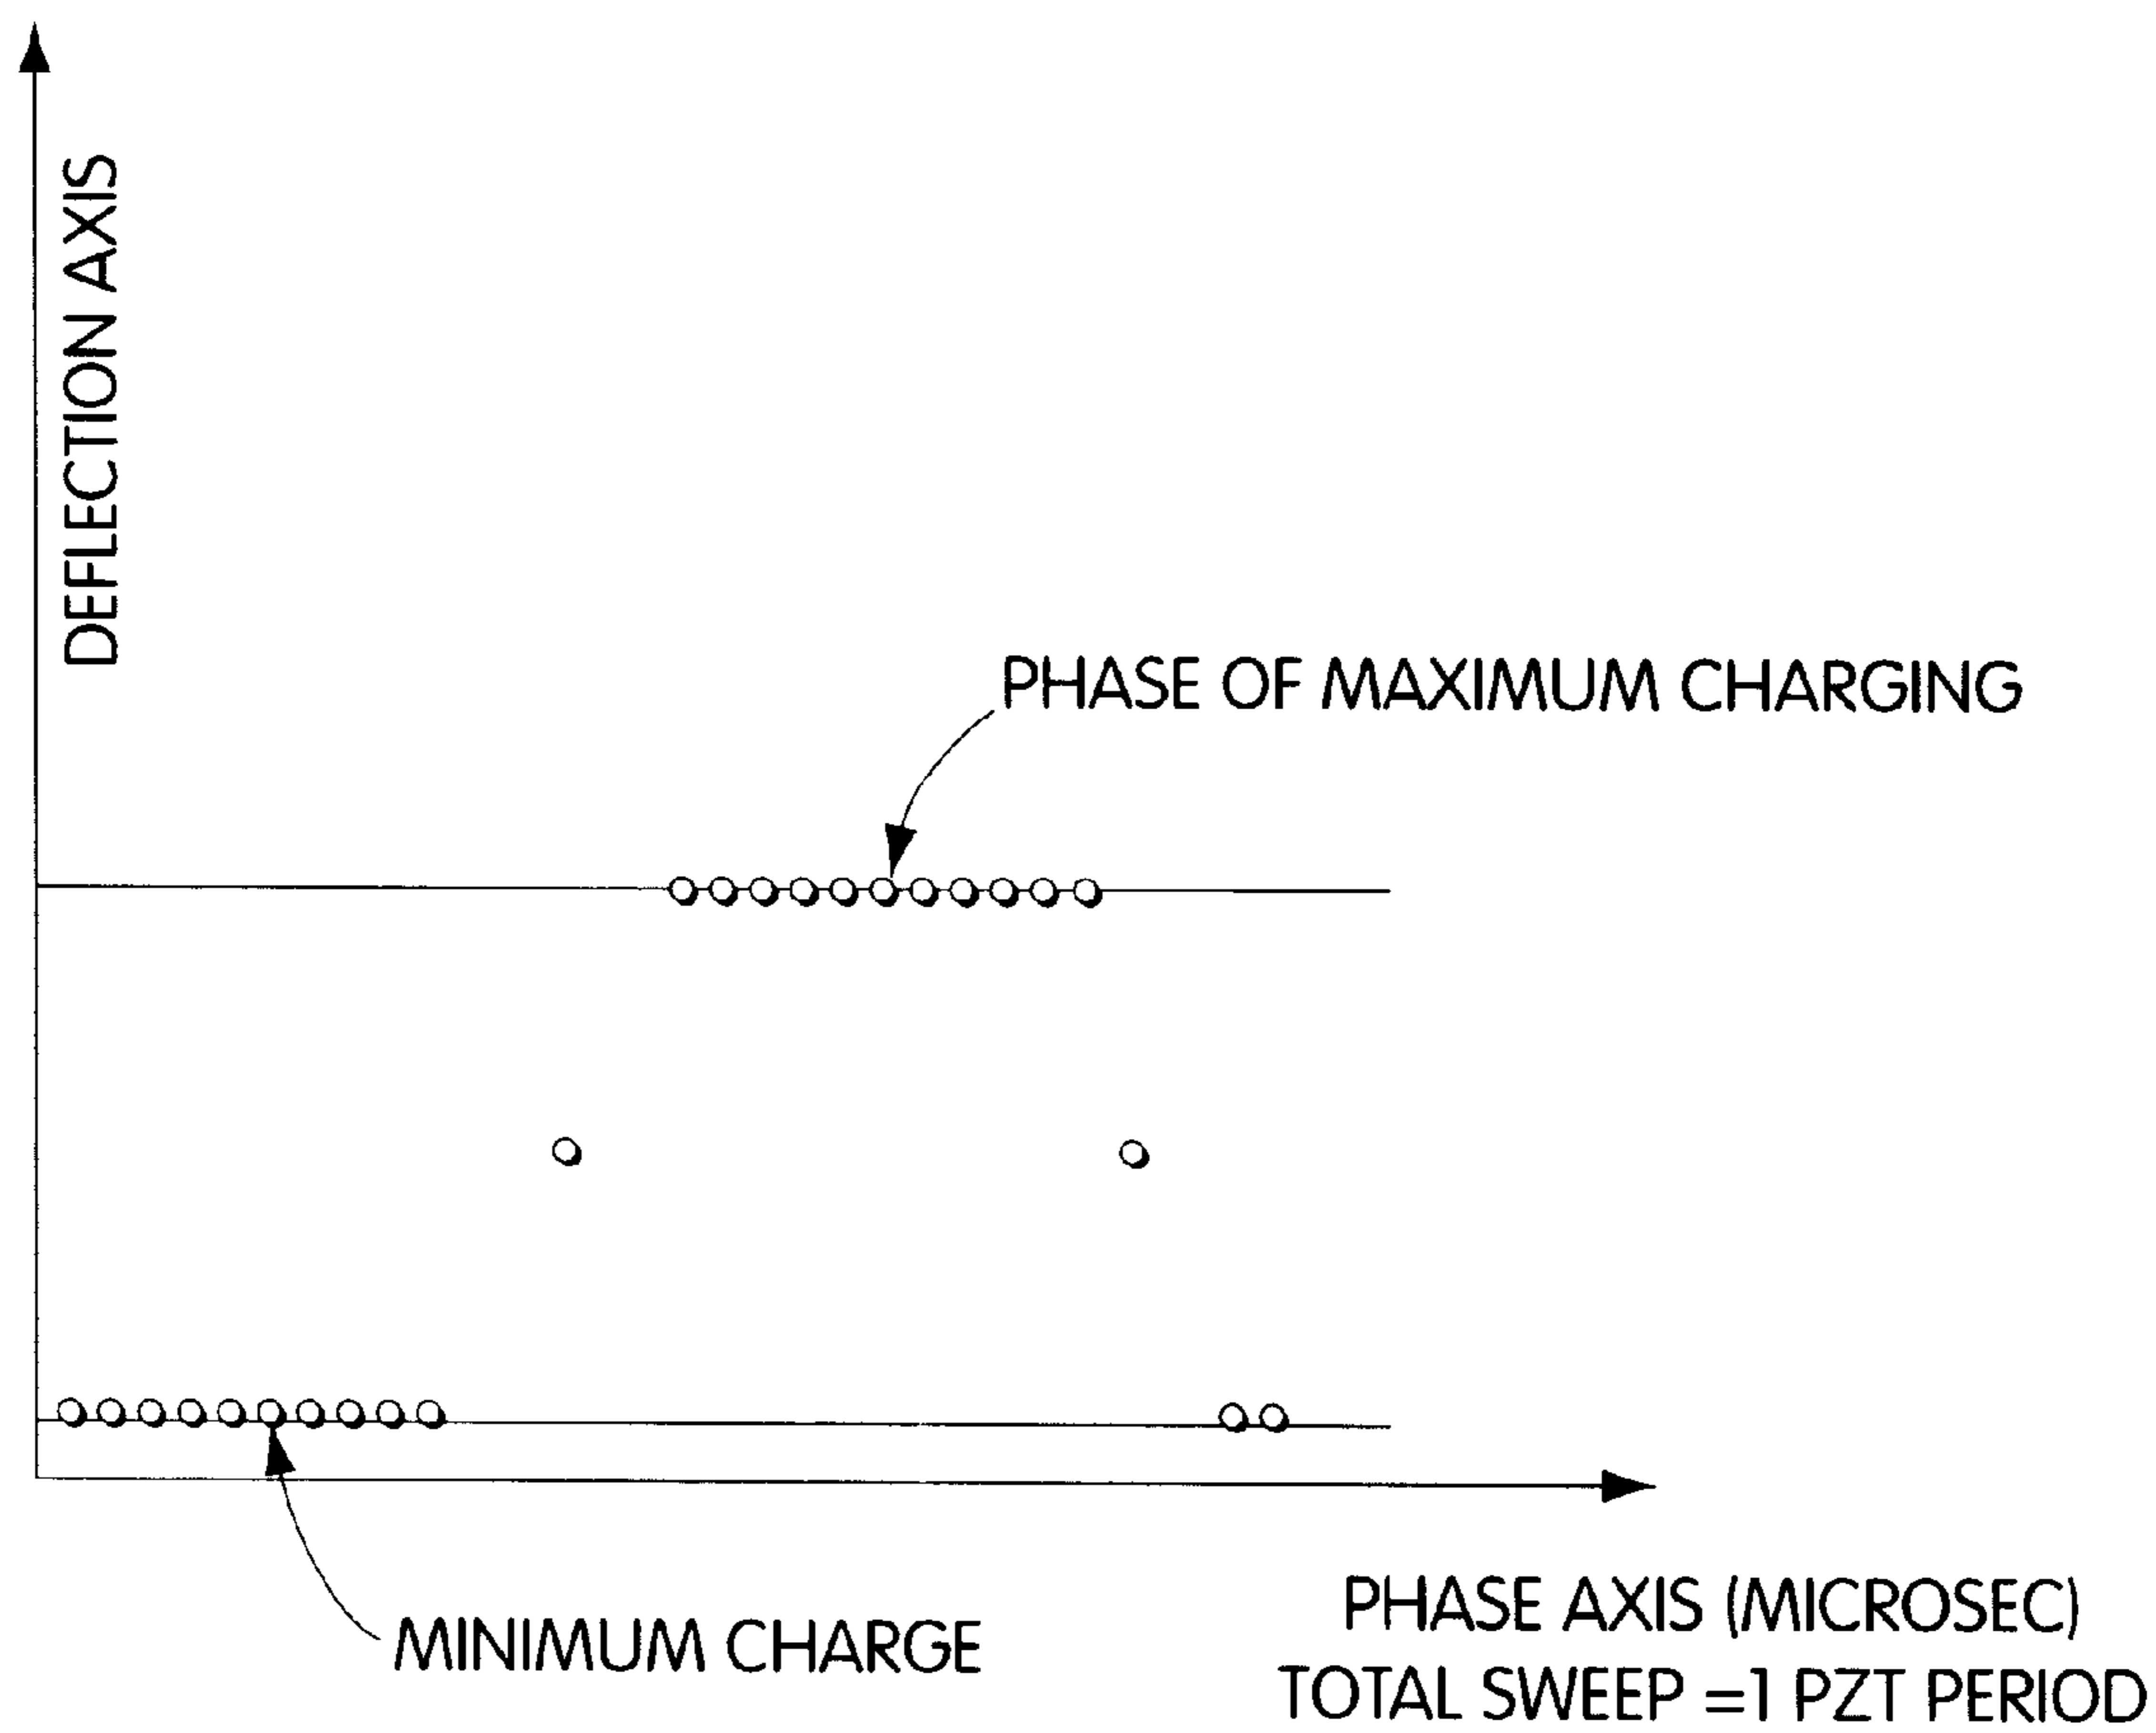 DEFLECTION AXIS
PHASE OF MAXIMUM CHARGING
MINIMUM CHARGE
PHASE AXIS (MICROSEC)
TOTAL SWEEP =1 PZT PERIOD